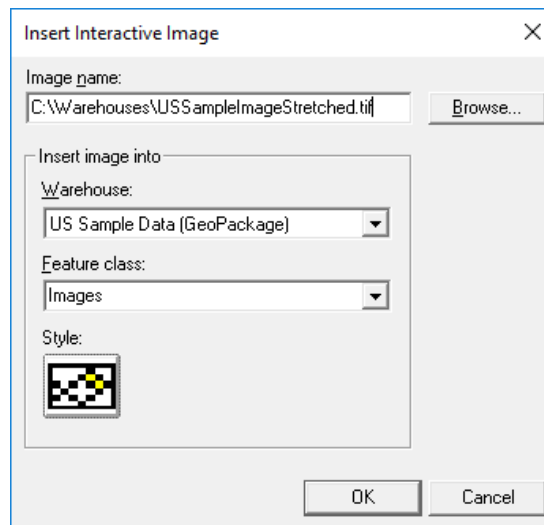 Insert Interactive Image
Image name:
C:\Warehouses\USSampleImageStretched.tif
Browse...
Insert image into
Warehouse:
US Sample Data (GeoPackage)
Feature class:
Images
Style:
OK
Cancel